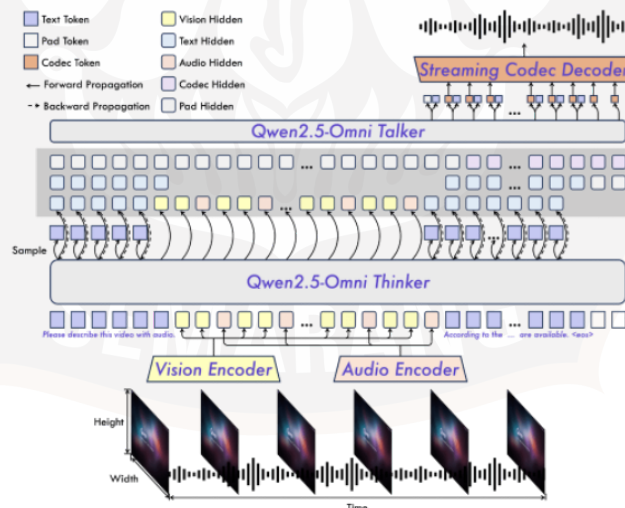 Text Token
Vision Hidden
Pad Token
Text Hidden
Codec Token
Audio Hidden
Forward Propagation
Codec Hidden
Backward Propagation
Pad Hidden
Streaming Codec Decoder
...
Qwen2.5-Omni Talker
... ...
...
... ...
Sample
...
Qwen2.5-Omni Thinker
... ...
Please describe this video with audio.
According to the ... are available. <eos>
Vision Encoder
Audio Encoder
Height
Width
Time